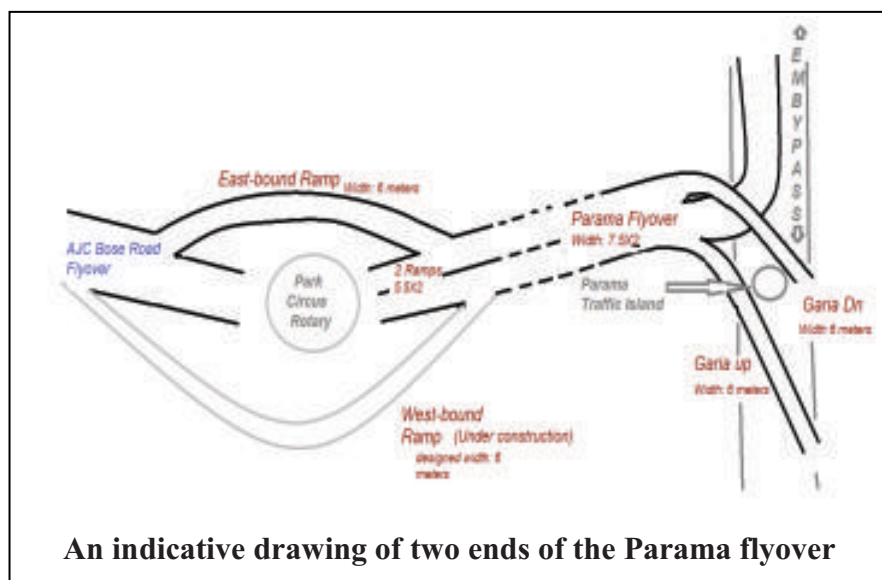 EMBYPASS
East-bound Ramp Width: 6 meters
AJC Bose Road
Flyover
Parama Flyover
Width: 7.5X2
2 Ramps
5.5X2
Park
Circus
Rotary
Parama
Traffic Island
Garia Dn
Width 6 meters
Garia up
Width: 6 meters
West-bound
Ramp (Under construction)
designed width: 6
meters
An indicative drawing of two ends of the Parama flyover